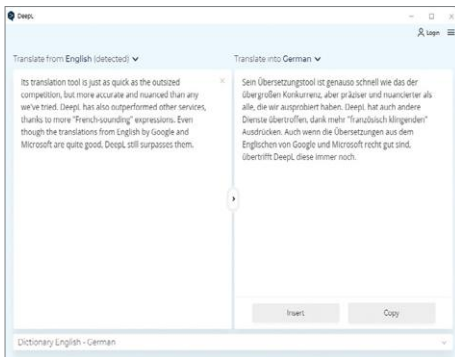 DeepL
Login
Translate from English (detected)
Translate into German
Its translation tool is just as quick as the outsized
competition, but more accurate and nuanced than any
we've tried. DeepL has also outperformed other services,
thanks to more "French-sounding" expressions. Even
though the translations from English by Google and
Microsoft are quite good, DeepL still surpasses them.
Sein Übersetzungstool ist genauso schnell wie das der
übergroßen Konkurrenz, aber präziser und nuancierter als
alle, die wir ausprobiert haben. DeepL hat auch andere
Dienste übertroffen, dank mehr "französisch klingenden"
Ausdrücken. Auch wenn die Übersetzungen aus dem
Englischen von Google und Microsoft recht gut sind,
übertrifft DeepL diese immer noch.
Insert
Copy
Dictionary English - German